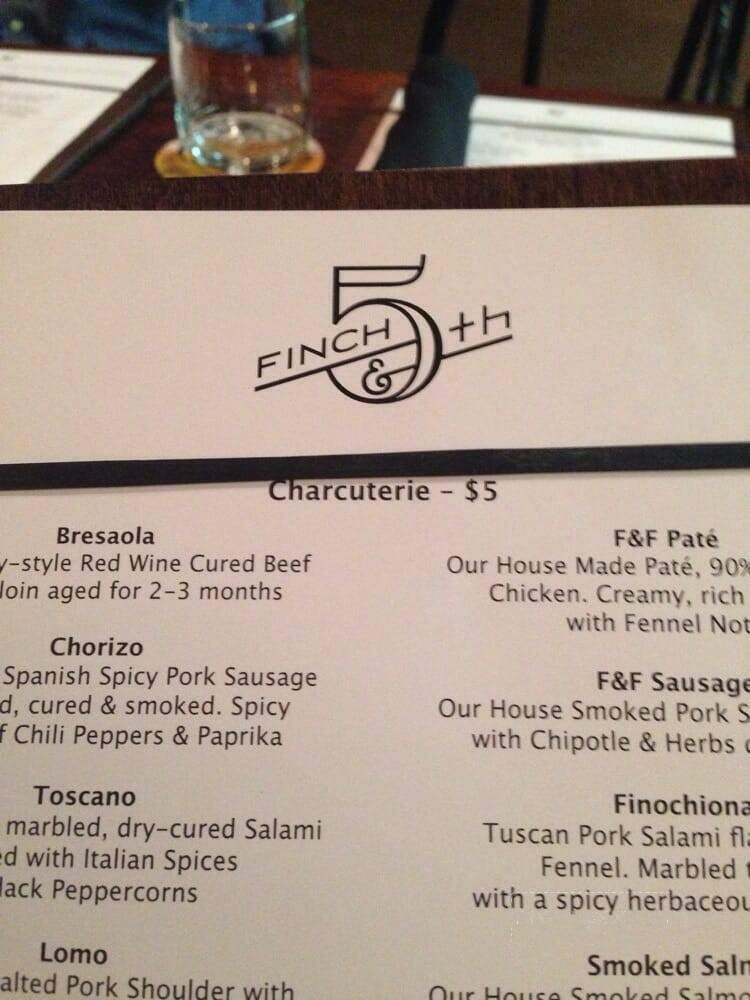 FINCH & 5th
Charcuterie – $5
Bresaola
y-style Red Wine Cured Beef
loin aged for 2–3 months
Chorizo
Spanish Spicy Pork Sausage
d, cured & smoked. Spicy
f Chili Peppers & Paprika
Toscano
marbled, dry-cured Salami
ed with Italian Spices
lack Peppercorns
Lomo
alted Pork Shoulder with
F&F Paté
Our House Made Paté, 90%
Chicken. Creamy, rich
with Fennel Not
F&F Sausage
Our House Smoked Pork S
with Chipotle & Herbs
Finochiona
Tuscan Pork Salami fla
Fennel. Marbled
with a spicy herbaceou
Smoked Salm
Our House Smoked Salmo